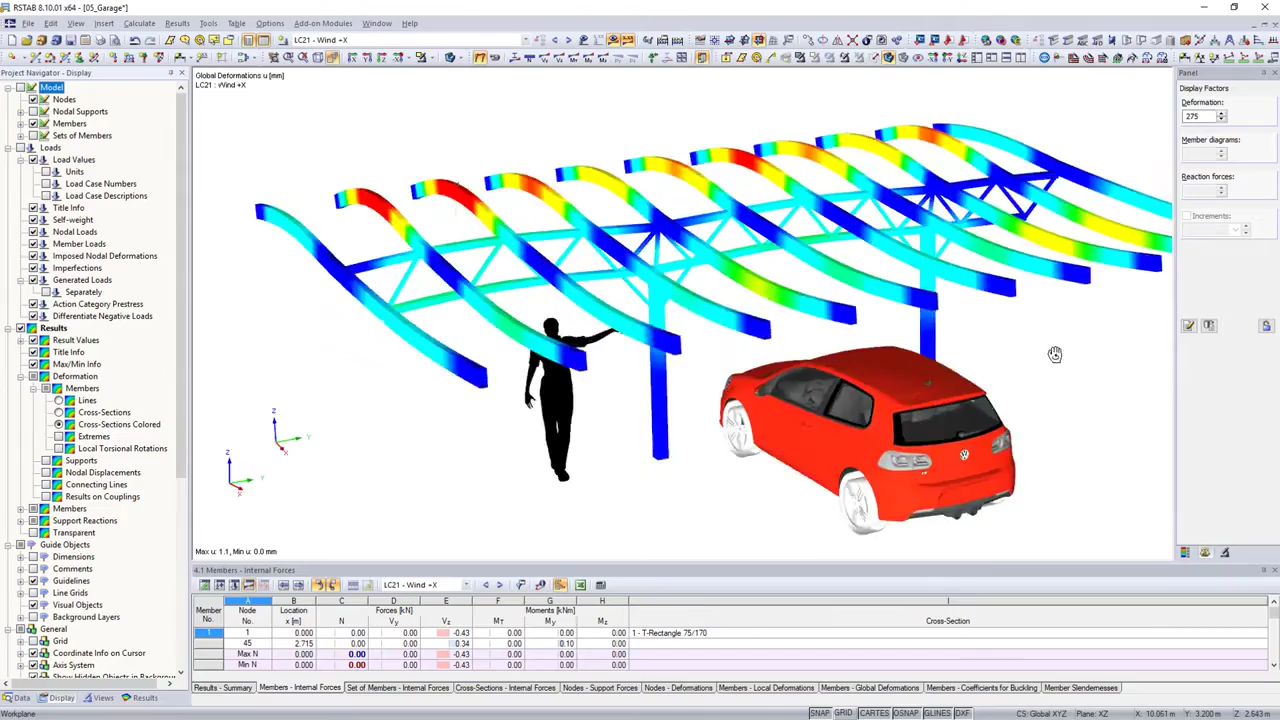 RSTAB 8.10.01 x64 - [05_Garage*]
File Edit View Insert Calculate Results Tools Table Options Add-on Modules Window Help
LC21 - Wind +X
Project Navigator - Display
Model
Nodes
Nodal Supports
Members
Sets of Members
Loads
Load Values
Units
Load Case Numbers
Load Case Descriptions
Title Info
Self-weight
Nodal Loads
Member Loads
Imposed Nodal Deformations
Imperfections
Generated Loads
Separately
Action Category Prestress
Differentiate Negative Loads
Results
Result Values
Title Info
Max/Min Info
Deformation
Members
Lines
Cross-Sections
Cross-Sections Colored
Extremes
Local Torsional Rotations
Supports
Nodal Displacements
Connecting Lines
Results on Couplings
Members
Support Reactions
Transparent
Guide Objects
Dimensions
Comments
Guidelines
Line Grids
Visual Objects
Background Layers
General
Grid
Coordinate Info on Cursor
Axis System
Show Hidden Objects in Backgrou
Data Display Views Results
Global Deformations u [mm]
LC21 : Wind +X
Z
Y
X
Z
Y
X
Max u: 1.1, Min u: 0.0 mm
Panel
Display Factors
Deformation:
275
Member diagrams:
Reaction forces:
Increments:
4.1 Members - Internal Forces
LC21 - Wind +X
A B C D E F G H I
Member Node Location Forces [kN] Moments [kNm]
No. No. x [m] N Vy Vz MT My Mz Cross-Section
1 1 0.000 0.00 0.00 -0.43 0.00 0.00 0.00 1 - T-Rectangle 75/170
45 2.715 0.00 0.00 0.34 0.00 0.10 0.00
Max N 0.000 0.00 0.00 -0.43 0.00 0.00 0.00
Min N 0.000 0.00 0.00 -0.43 0.00 0.00 0.00
Results - Summary Members - Internal Forces Set of Members - Internal Forces Cross-Sections - Internal Forces Nodes - Support Forces Nodes - Deformations Members - Local Deformations Members - Global Deformations Members - Coefficients for Buckling Member Slendernesses
Workplane SNAP GRID CARTES OSNAP GLINES DXF CS: Global XYZ Plane: XZ X: 10.061 m Y: 3.200 m Z: 2.643 m